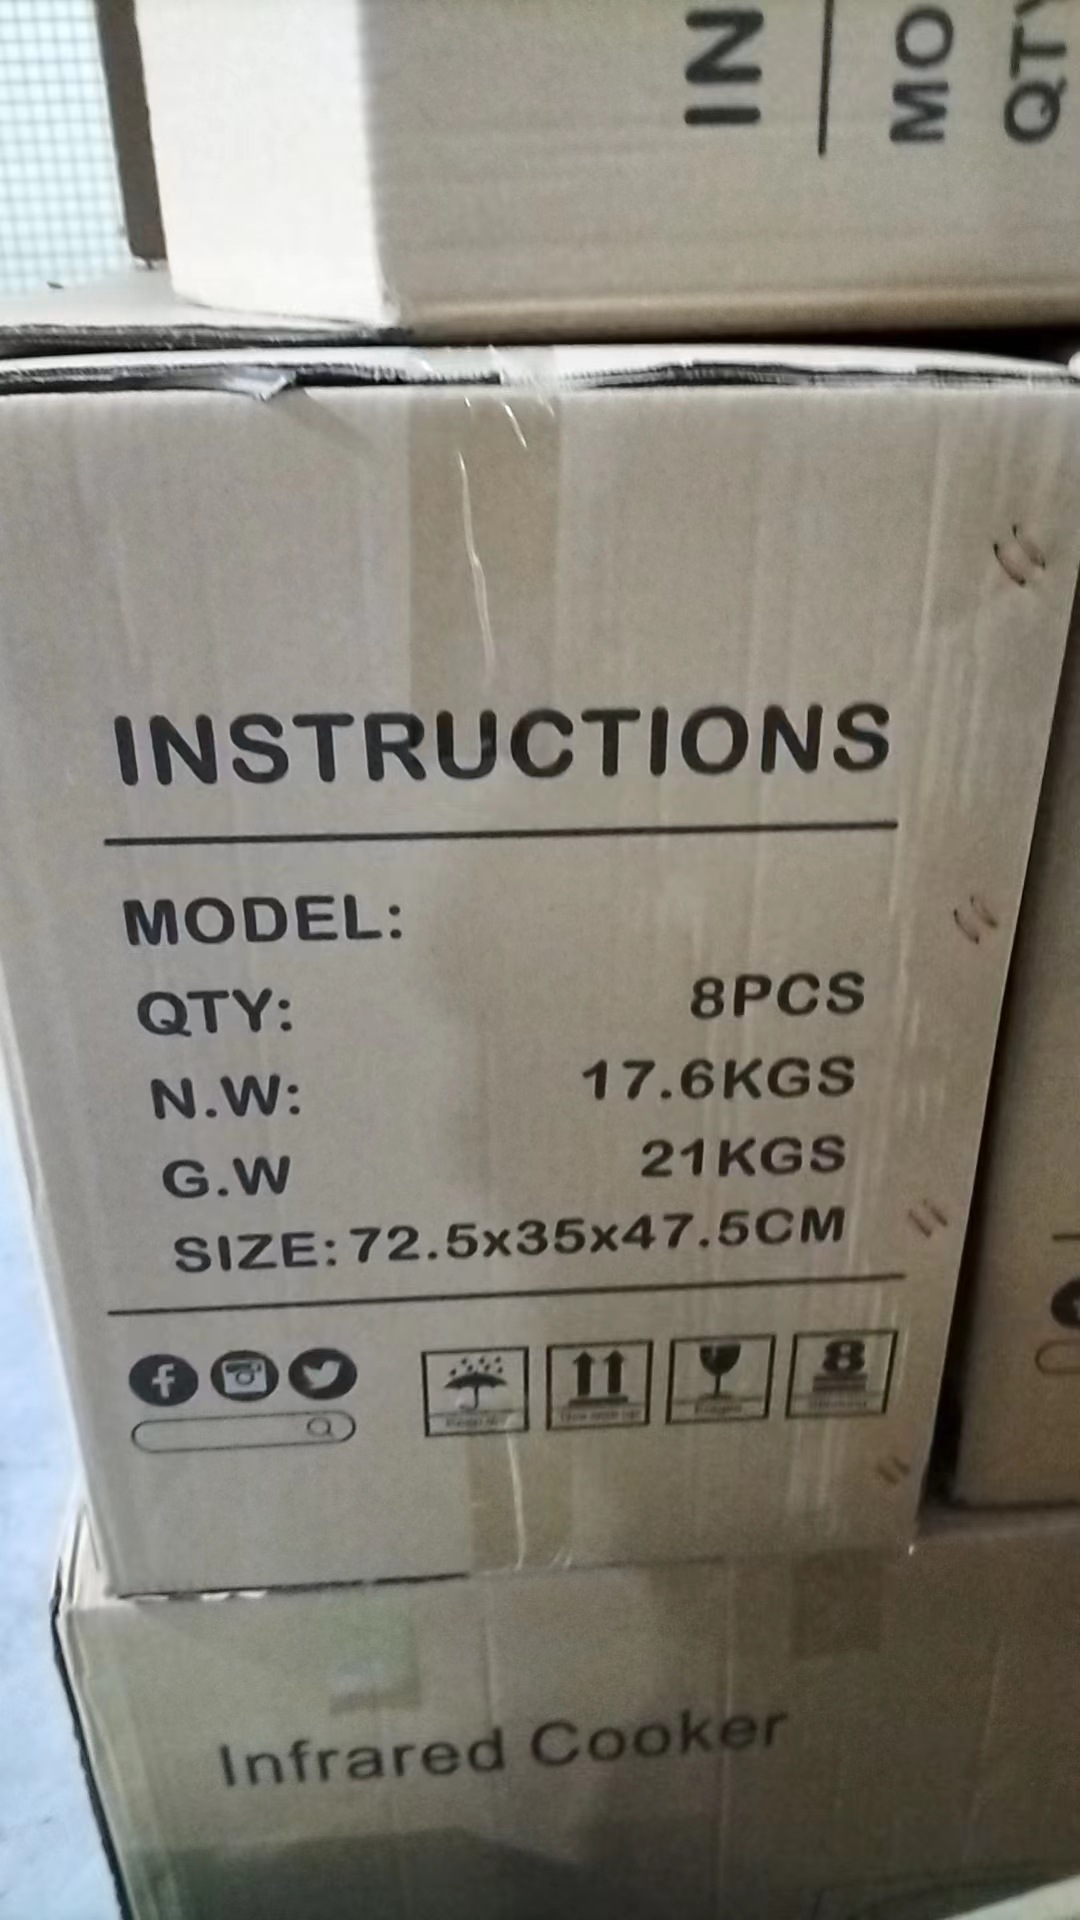 IN
MO
QTY
INSTRUCTIONS
MODEL:
QTY: 8PCS
N.W: 17.6KGS
G.W 21KGS
SIZE: 72.5x35x47.5CM
8
Infrared Cooker